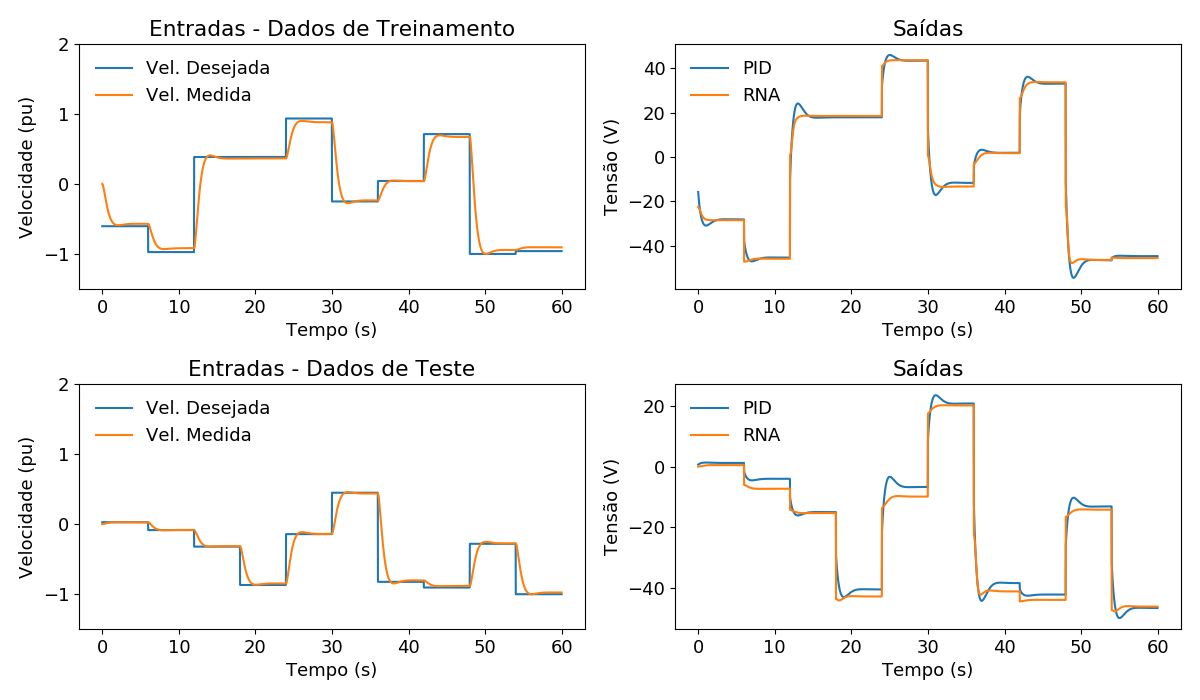 Entradas - Dados de Treinamento
2
1
0
−1
Velocidade (pu)
Vel. Desejada
Vel. Medida
0 10 20 30 40 50 60
Tempo (s)
Saídas
40
20
0
−20
−40
Tensão (V)
PID
RNA
0 10 20 30 40 50 60
Tempo (s)
Entradas - Dados de Teste
2
1
0
−1
Velocidade (pu)
Vel. Desejada
Vel. Medida
0 10 20 30 40 50 60
Tempo (s)
Saídas
20
0
−20
−40
Tensão (V)
PID
RNA
0 10 20 30 40 50 60
Tempo (s)